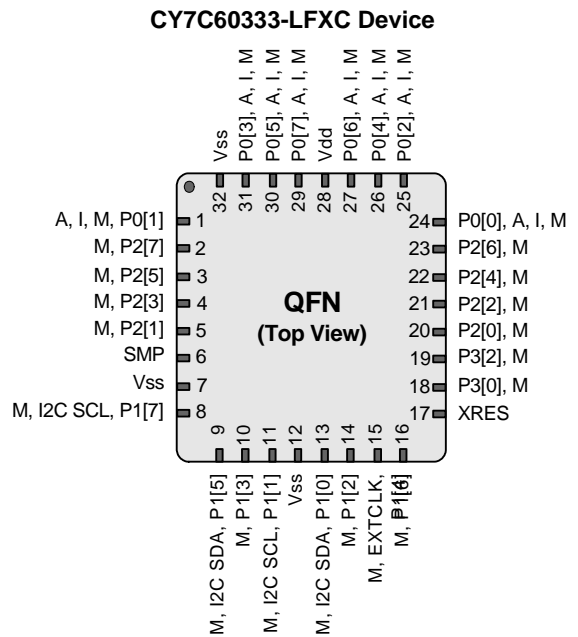 CY7C60333-LFXC Device
Vss
P0[3], A, I, M
P0[5], A, I, M
P0[7], A, I, M
Vdd
P0[6], A, I, M
P0[4], A, I, M
P0[2], A, I, M
32
31
30
29
28
27
26
25
A, I, M, P0[1] 1
M, P2[7] 2
M, P2[5] 3
M, P2[3] 4
M, P2[1] 5
SMP 6
Vss 7
M, I2C SCL, P1[7] 8
QFN
(Top View)
24 P0[0], A, I, M
23 P2[6], M
22 P2[4], M
21 P2[2], M
20 P2[0], M
19 P3[2], M
18 P3[0], M
17 XRES
9
10
11
12
13
14
15
16
M, I2C SDA, P1[5]
M, P1[3]
M, I2C SCL, P1[1]
Vss
M, I2C SDA, P1[0]
M, P1[2]
M, EXTCLK, P1[4]
M, P1[6]